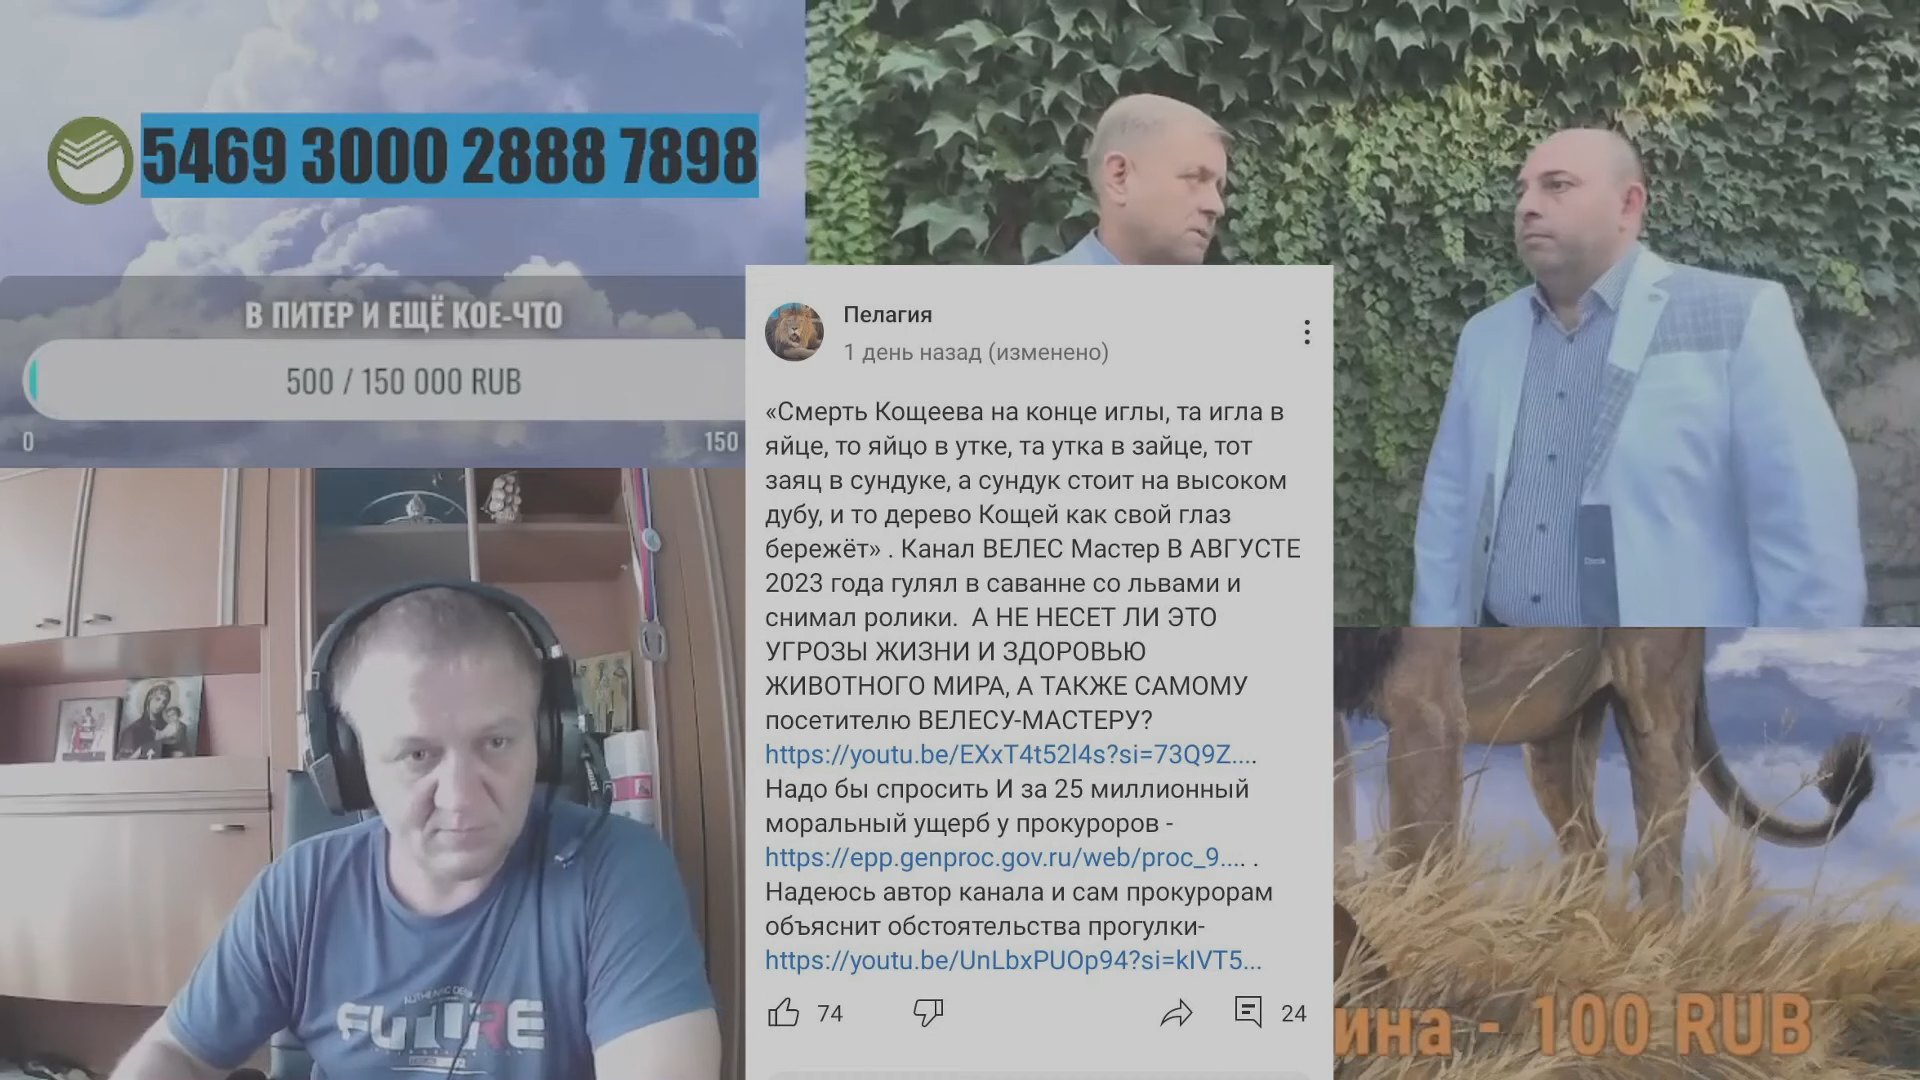 5469 3000 2888 7898
В ПИТЕР И ЕЩЁ КОЕ-ЧТО
500 / 150 000 RUB
0
150
Пелагия
1 день назад (изменено)
«Смерть Кощеева на конце иглы, та игла в
яйце, то яйцо в утке, та утка в зайце, тот
заяц в сундуке, а сундук стоит на высоком
дубу, и то дерево Кощей как свой глаз
бережёт» . Канал ВЕЛЕС Мастер В АВГУСТЕ
2023 года гулял в саванне со львами и
снимал ролики.  А НЕ НЕСЕТ ЛИ ЭТО
УГРОЗЫ ЖИЗНИ И ЗДОРОВЬЮ
ЖИВОТНОГО МИРА, А ТАКЖЕ САМОМУ
посетителю ВЕЛЕСУ-МАСТЕРУ?
https://youtu.be/EXxT4t52l4s?si=73Q9Z....
Надо бы спросить И за 25 миллионный
моральный ущерб у прокуроров -
https://epp.genproc.gov.ru/web/proc_9.... .
Надеюсь автор канала и сам прокурорам
объяснит обстоятельства прогулки-
https://youtu.be/UnLbxPUOp94?si=kIVT5...
74
24
FUTURE
ина - 100 RUB